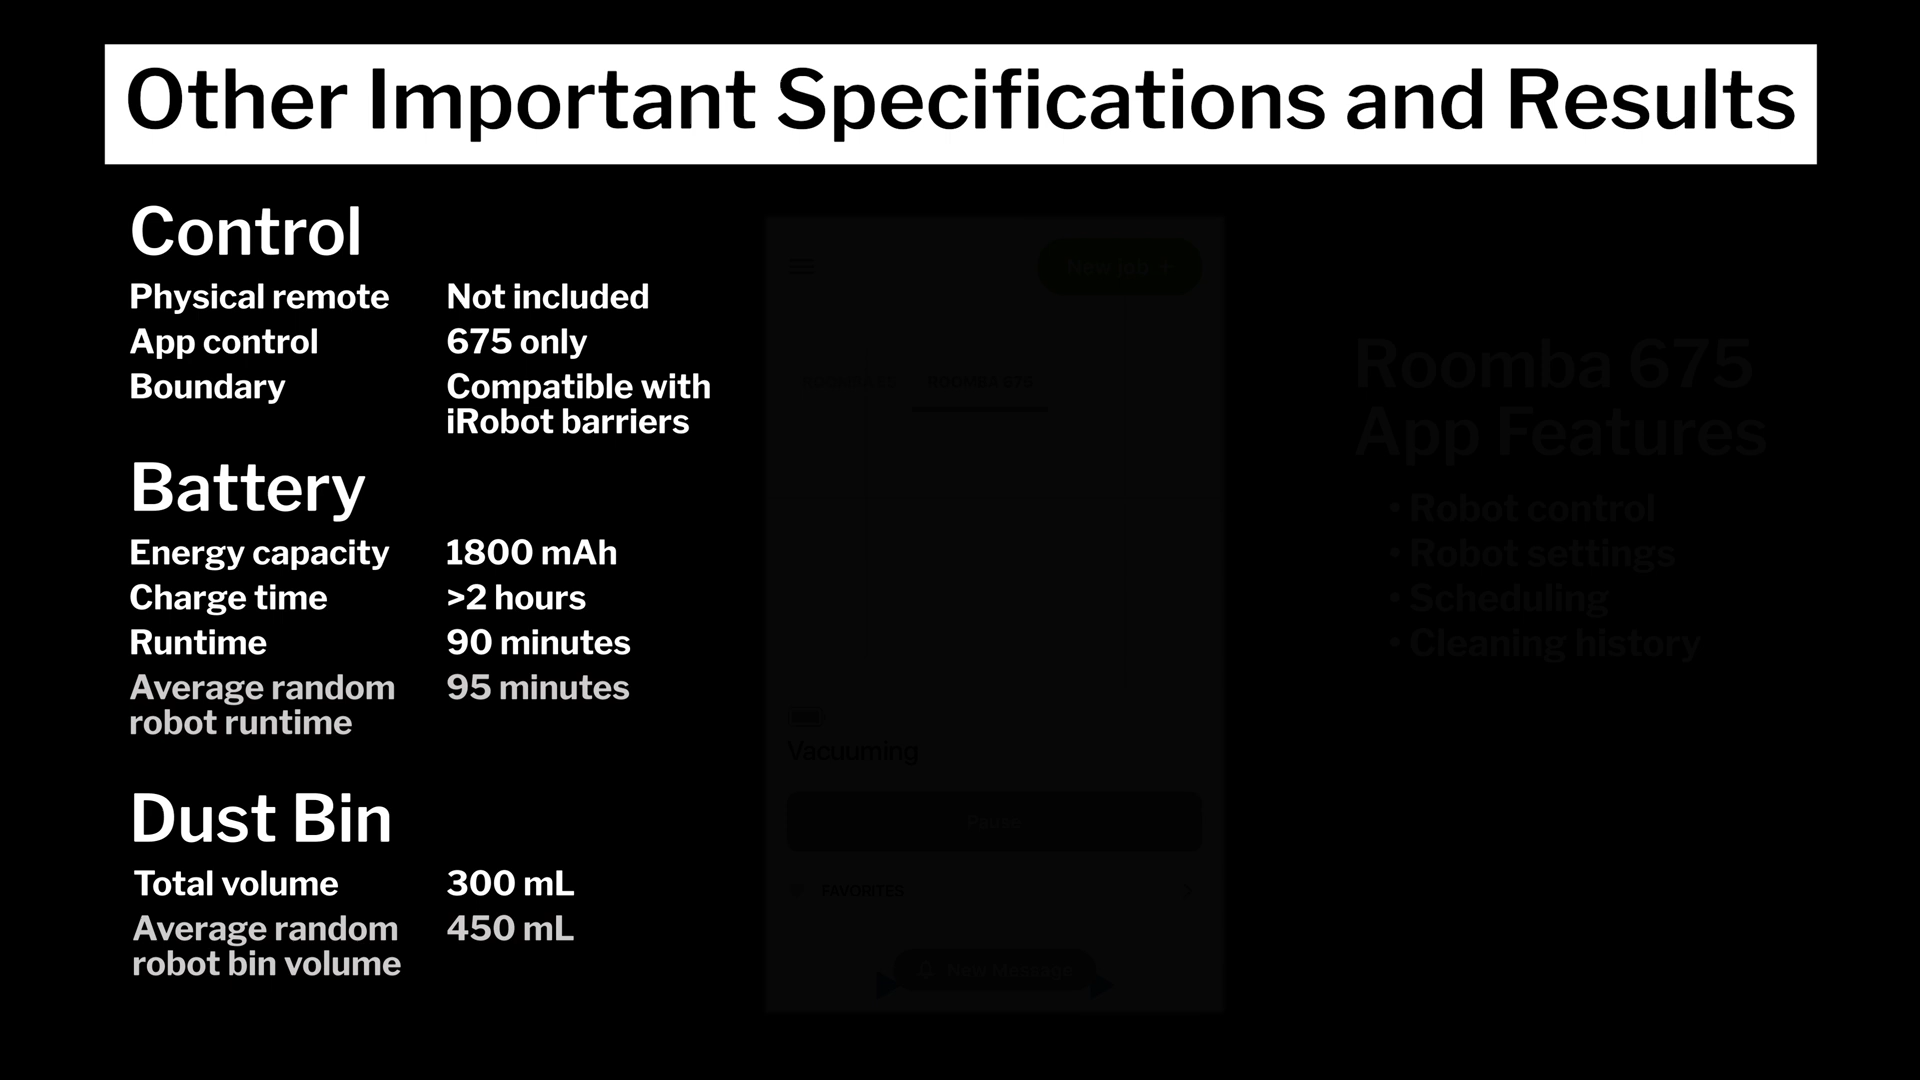 Other Important Specifications and Results
Control
Physical remote Not included
App control 675 only
Boundary Compatible with
iRobot barriers
Battery
Energy capacity 1800 mAh
Charge time >2 hours
Runtime 90 minutes
Average random 95 minutes
robot runtime
Dust Bin
Total volume 300 mL
Average random 450 mL
robot bin volume
New Job +
ROOMBA 675
Vacuuming
Pause
FAVORITES
New Message
Roomba 675
App Features
• Robot control
• Robot settings
• Scheduling
• Cleaning history